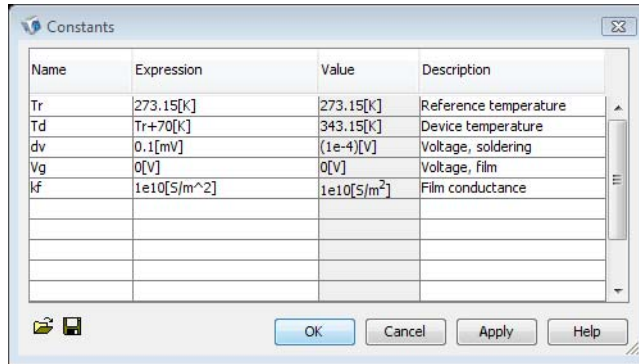 Constants
Name Expression Value Description
Tr 273.15[K] 273.15[K] Reference temperature
Td Tr+70[K] 343.15[K] Device temperature
dv 0.1[mV] (1e-4)[V] Voltage, soldering
Vg 0[V] 0[V] Voltage, film
kf 1e10[S/m^2] 1e10[S/m²] Film conductance
OK Cancel Apply Help